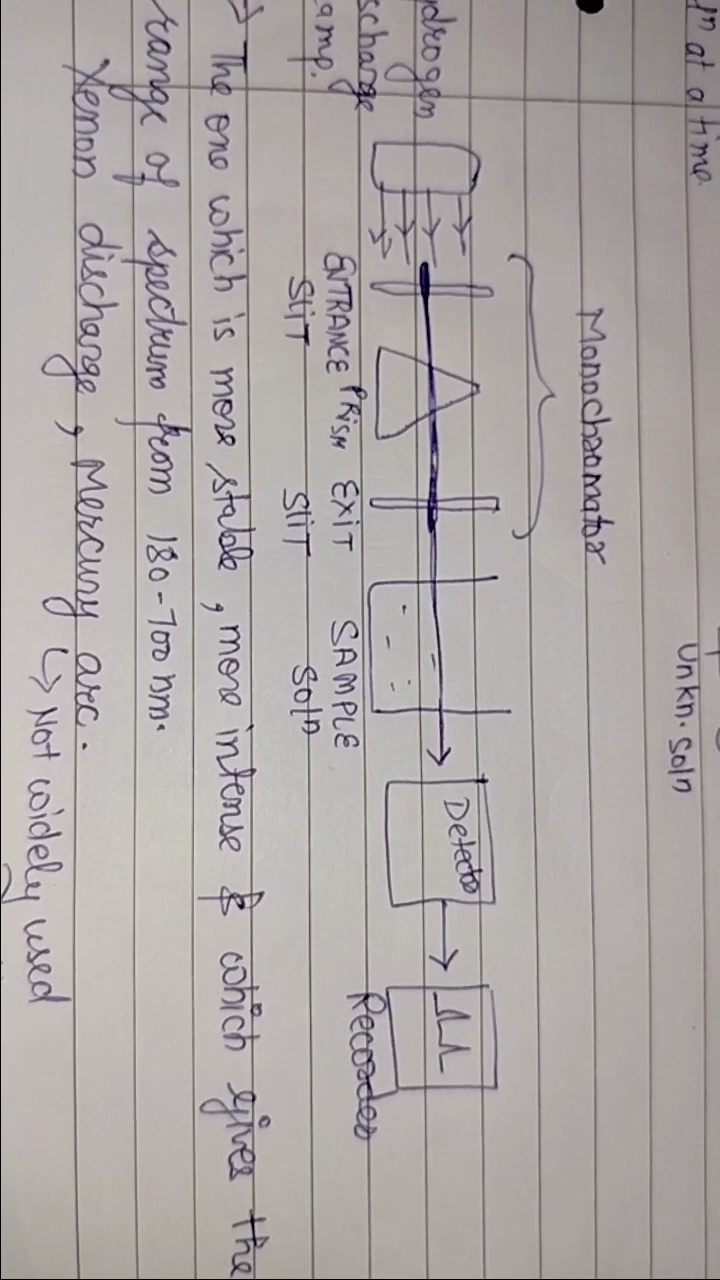 at a time.
Unkn. Soln
Monochromator
ydrogen
scharge
amp.
ENTRANCE
SliT
PRiSM
EXiT
SliT
SAMPLE
Soln
Detector
Recorder
→ The one which is more stable, more intense & which gives the
range of spectrum from 180-700 nm.
Xenon discharge, Mercury arc.
↳ Not widely used